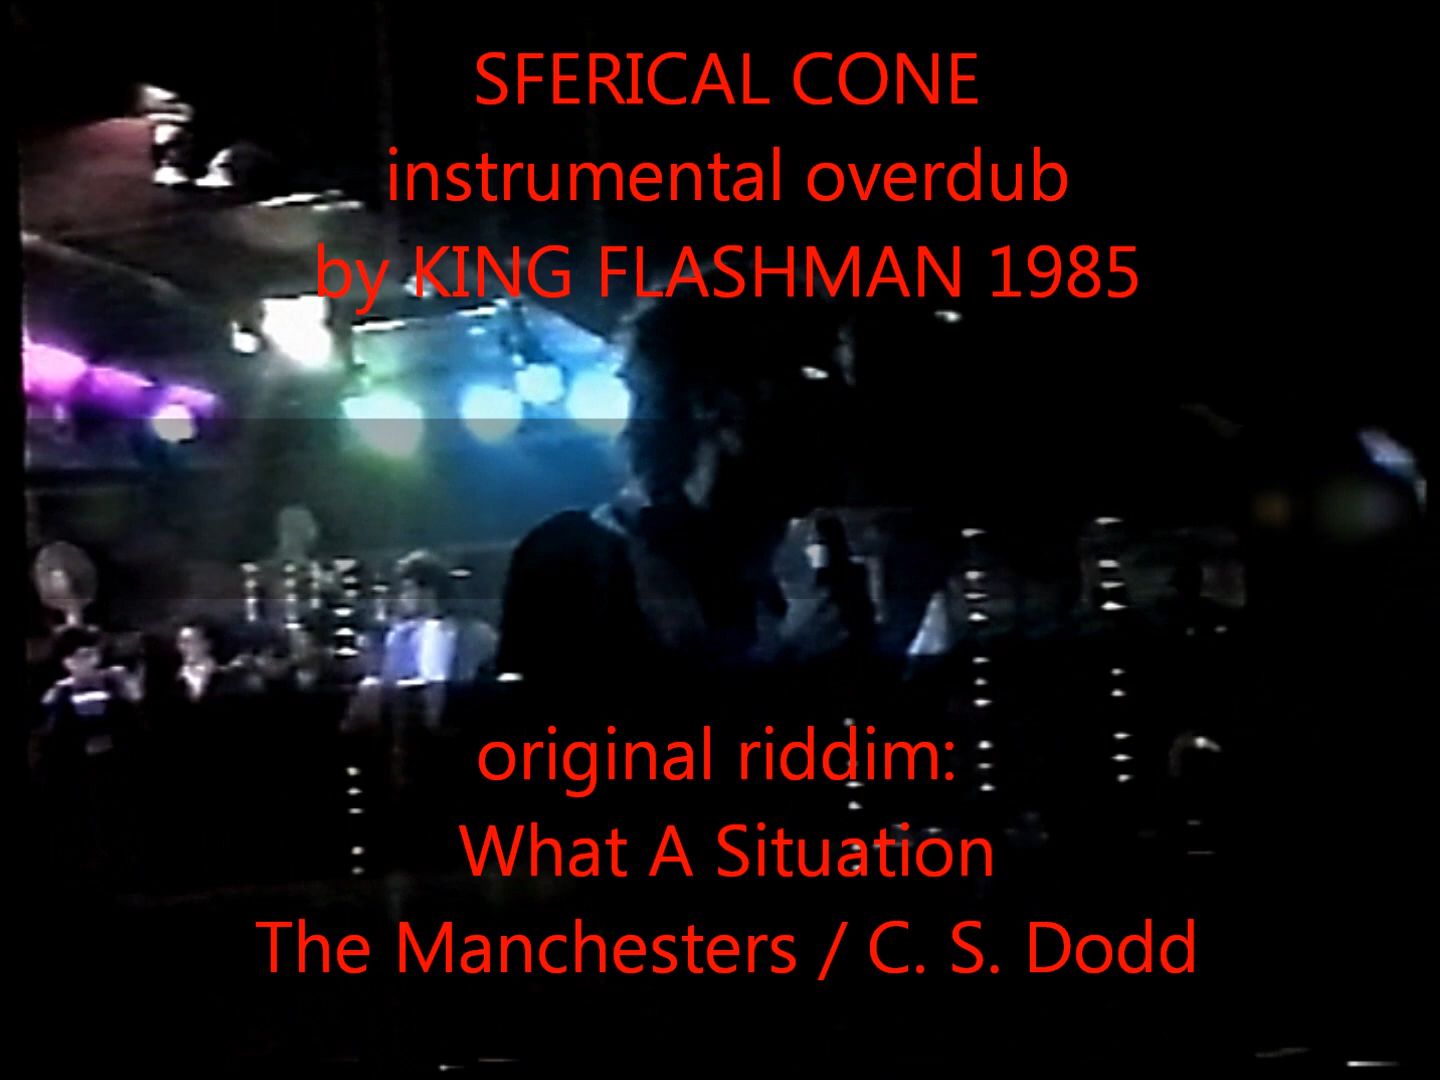 SFERICAL CONE
instrumental overdub
by KING FLASHMAN 1985
original riddim:
What A Situation
The Manchesters / C. S. Dodd